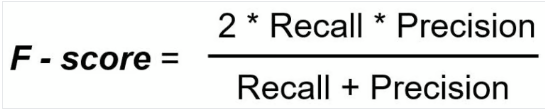 2 * Recall * Precision
F - score =
Recall + Precision